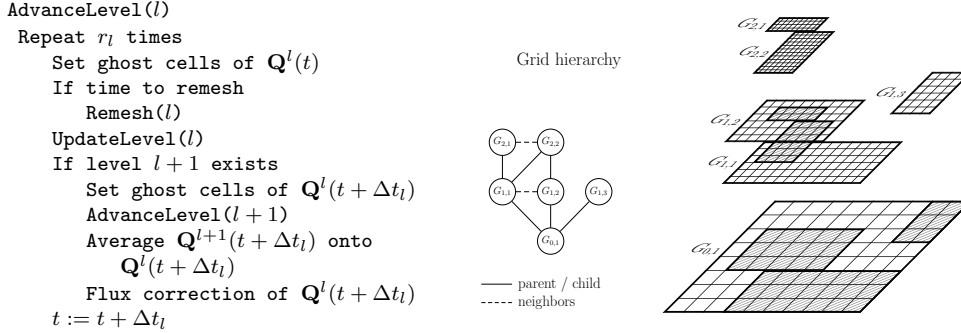 AdvanceLevel(l)
Repeat r_l times
Set ghost cells of Q^l(t)
If time to remesh
Remesh(l)
UpdateLevel(l)
If level l + 1 exists
Set ghost cells of Q^l(t + Δt_l)
AdvanceLevel(l + 1)
Average Q^{l+1}(t + Δt_l) onto
Q^l(t + Δt_l)
Flux correction of Q^l(t + Δt_l)
t := t + Δt_l
Grid hierarchy
G_{2,1} G_{2,2}
G_{1,1} G_{1,2} G_{1,3}
G_{0,1}
parent / child
neighbors
G_{2,1}
G_{2,2}
G_{1,3}
G_{1,2}
G_{1,1}
G_{0,1}